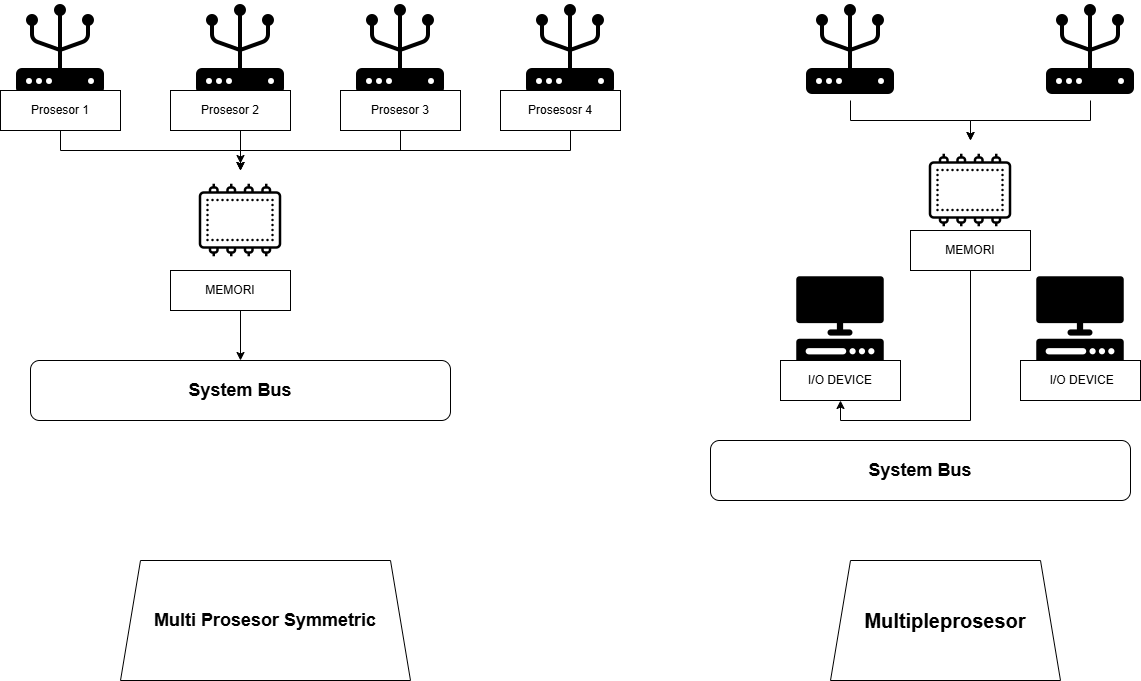 Prosesor 1
Prosesor 2
Prosesor 3
Prosesosr 4
MEMORI
System Bus
Multi Prosesor Symmetric
MEMORI
I/O DEVICE
I/O DEVICE
System Bus
Multipleprosesor